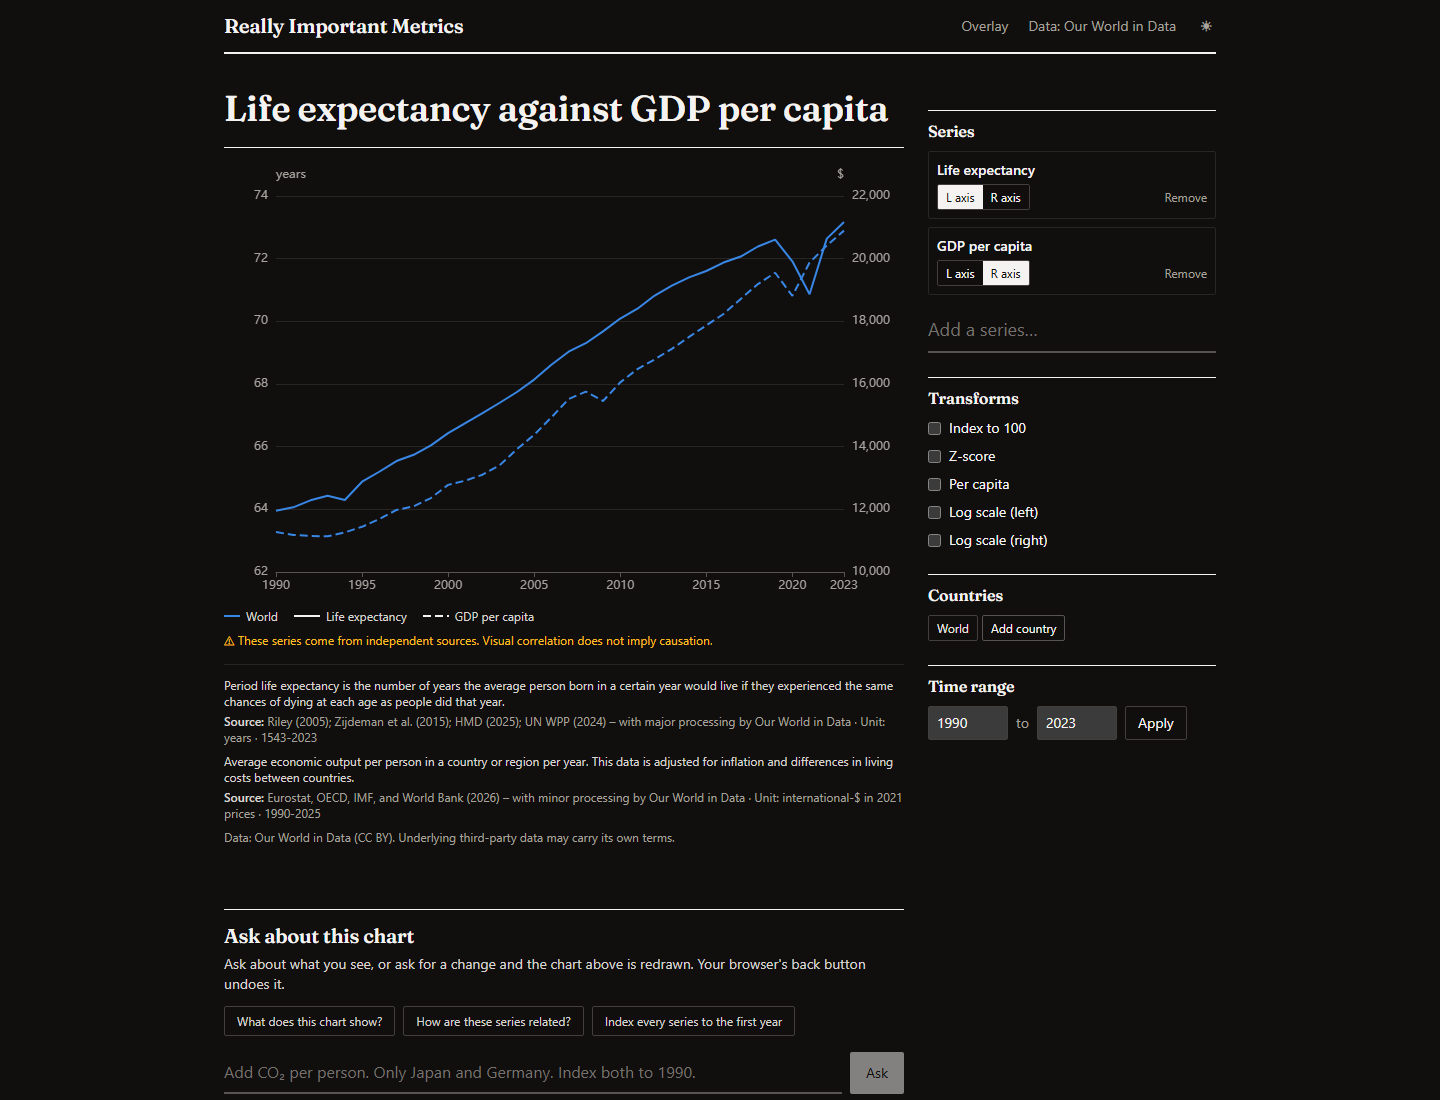 Really Important Metrics
Overlay
Data: Our World in Data
Life expectancy against GDP per capita
years
$
74
72
70
68
66
64
62
22,000
20,000
18,000
16,000
14,000
12,000
10,000
1990
1995
2000
2005
2010
2015
2020
2023
World
Life expectancy
GDP per capita
⚠ These series come from independent sources. Visual correlation does not imply causation.
Period life expectancy is the number of years the average person born in a certain year would live if they experienced the same
chances of dying at each age as people did that year.
Source: Riley (2005); Zijdeman et al. (2015); HMD (2025); UN WPP (2024) – with major processing by Our World in Data · Unit:
years · 1543-2023
Average economic output per person in a country or region per year. This data is adjusted for inflation and differences in living
costs between countries.
Source: Eurostat, OECD, IMF, and World Bank (2026) – with minor processing by Our World in Data · Unit: international-$ in 2021
prices · 1990-2025
Data: Our World in Data (CC BY). Underlying third-party data may carry its own terms.
Ask about this chart
Ask about what you see, or ask for a change and the chart above is redrawn. Your browser's back button
undoes it.
What does this chart show?
How are these series related?
Index every series to the first year
Add CO₂ per person. Only Japan and Germany. Index both to 1990.
Ask
Series
Life expectancy
L axis
R axis
Remove
GDP per capita
L axis
R axis
Remove
Add a series...
Transforms
Index to 100
Z-score
Per capita
Log scale (left)
Log scale (right)
Countries
World
Add country
Time range
1990
to
2023
Apply